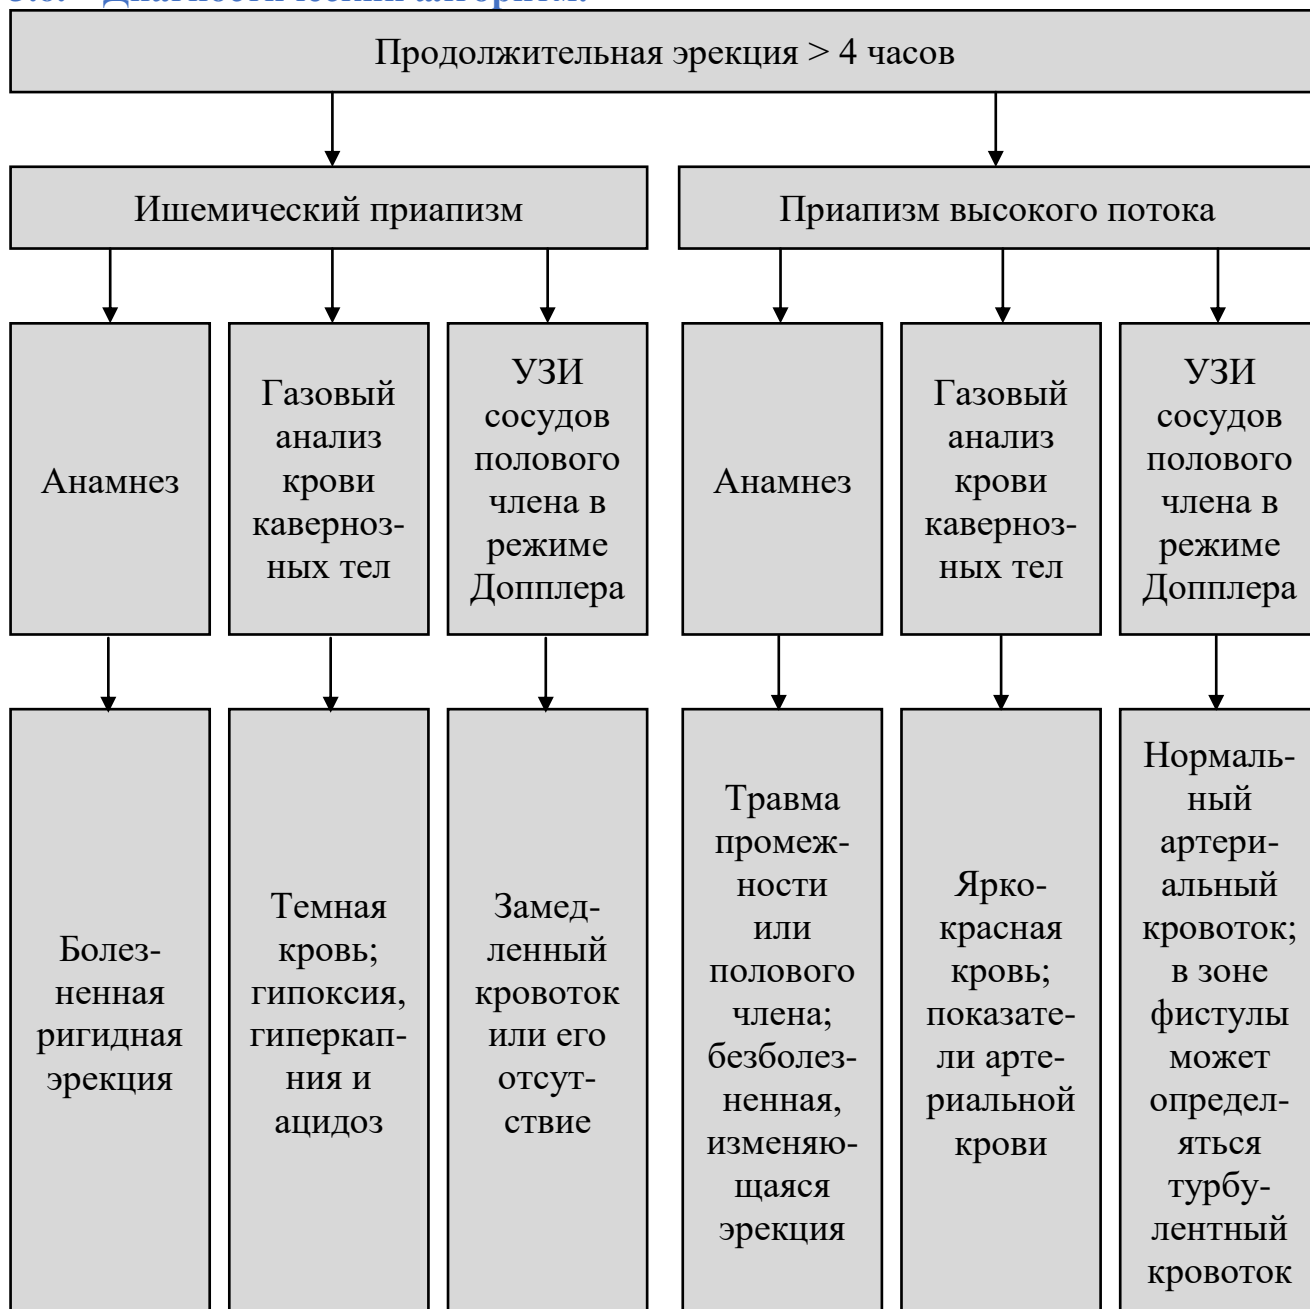 Диагностический алгоритм.
Продолжительная эрекция > 4 часов
Ишемический приапизм
Приапизм высокого потока
Анамнез
Газовый
анализ
крови
каверноз-
ных тел
УЗИ
сосудов
полового
члена в
режиме
Допплера
Анамнез
Газовый
анализ
крови
каверноз-
ных тел
УЗИ
сосудов
полового
члена в
режиме
Допплера
Болез-
ненная
ригидная
эрекция
Темная
кровь;
гипоксия,
гиперкап-
ния и
ацидоз
Замед-
ленный
кровоток
или его
отсут-
ствие
Травма
промеж-
ности
или
полового
члена;
безболез-
ненная,
изменяю-
щаяся
эрекция
Ярко-
красная
кровь;
показате-
ли арте-
риальной
крови
Нормаль-
ный
артери-
альный
кровоток;
в зоне
фистулы
может
определ-
яться
турбу-
лентный
кровоток